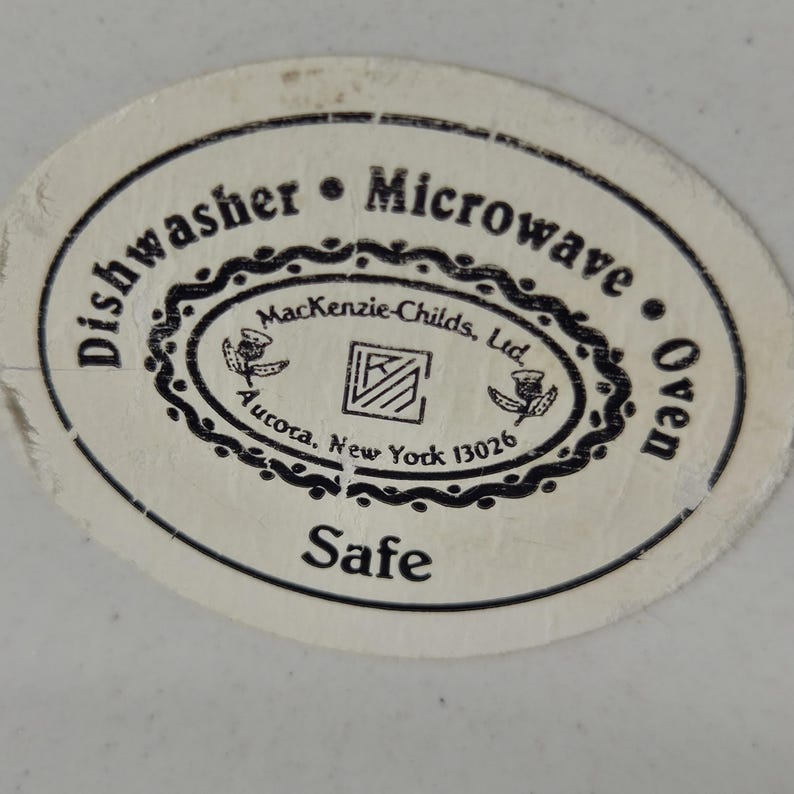 Dishwasher • Microwave • Oven
MacKenzie-Childs, Ltd.
Aurora, New York 13026
Safe